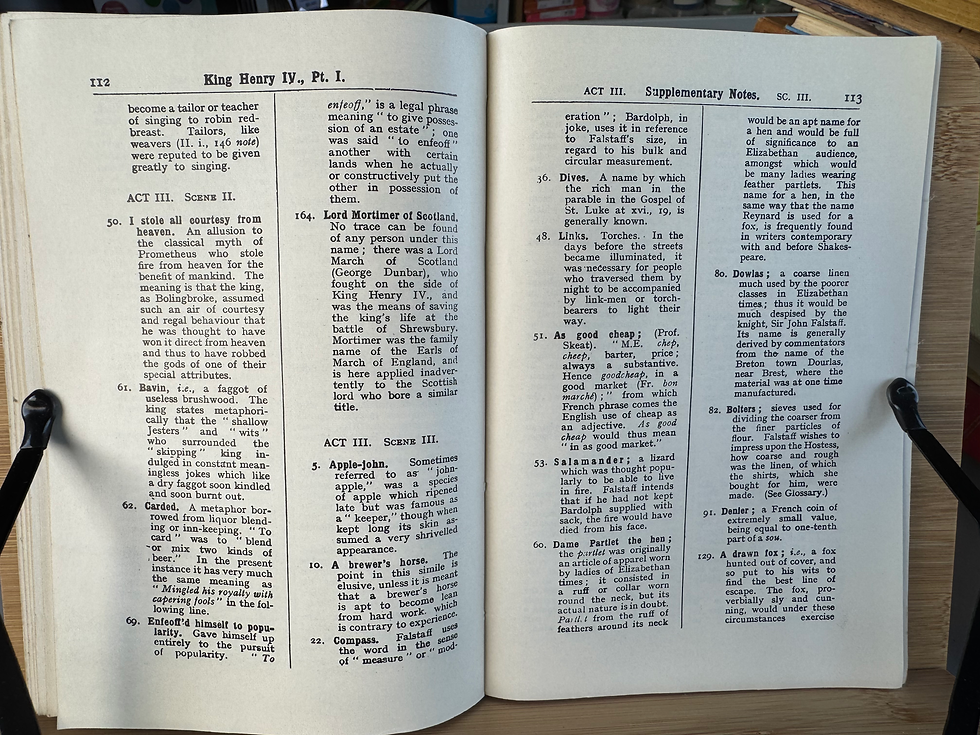 112
King Henry IV., Pt. I.
become a tailor or teacher
of singing to robin red-
breast. Tailors, like
weavers (II. i., 146 note)
were reputed to be given
greatly to singing.
ACT III. SCENE II.
50. I stole all courtesy from
heaven. An allusion to
the classical myth of
Prometheus who stole
fire from heaven for the
benefit of mankind. The
meaning is that the king,
as Bolingbroke, assumed
such an air of courtesy
and regal behaviour that
he was thought to have
won it direct from heaven
and thus to have robbed
the gods of one of their
special attributes.
61. Bavin, i.e., a faggot of
useless brushwood. The
king states metaphori-
cally that the "shallow
Jesters" and "wits"
who surrounded the
"skipping" king in-
dulged in constant mean-
ingless jokes which like
a dry faggot soon kindled
and soon burnt out.
62. Carded. A metaphor bor-
rowed from liquor blend-
ing or inn-keeping. "To
card" was to "blend
or mix two kinds of
beer." In the present
instance it has very much
the same meaning as
"Mingled his royalty with
capering fools" in the fol-
lowing line.
69. Enfeoff'd himself to popu-
larity. Gave himself up
entirely to the pursuit
of popularity. "To
enfeoff," is a legal phrase
meaning "to give posses-
sion of an estate"; one
was said "to enfeoff"
another with certain
lands when he actually
or constructively put the
other in possession of
them.
164. Lord Mortimer of Scotland.
No trace can be found
of any person under this
name; there was a Lord
March of Scotland
(George Dunbar), who
fought on the side of
King Henry IV., and
was the means of saving
the king's life at the
battle of Shrewsbury.
Mortimer was the family
name of the Earls of
March of England, and
is here applied inadver-
tently to the Scottish
lord who bore a similar
title.
ACT III. SCENE III.
5. Apple-john. Sometimes
referred to as "john-
apple," was a species
of apple which ripened
late but was famous as
a "keeper," though when
kept long its skin as-
sumed a very shrivelled
appearance.
10. A brewer's horse. The
point in this simile is
elusive, unless it is meant
that a brewer's horse
is apt to become lean
from hard work, which
is contrary to experience.
22. Compass. Falstaff uses
the word in the sense
of "measure" or "mod-
ACT III. Supplementary Notes. SC. III.
113
eration"; Bardolph, in
joke, uses it in reference
to Falstaff's size, in
regard to his bulk and
circular measurement.
36. Dives. A name by which
the rich man in the
parable in the Gospel of
St. Luke at xvi., 19, is
generally known.
48. Links. Torches. In the
days before the streets
became illuminated, it
was necessary for people
who traversed them by
night to be accompanied
by link-men or torch-
bearers to light their
way.
51. As good cheap; (Prof.
Skeat). "M.E. chep,
cheep, barter, price;
always a substantive.
Hence goodcheap, in a
good market (Fr. bon
marché);" from which
French phrase comes the
English use of cheap as
an adjective. As good
cheap would thus mean
"in as good market."
53. Salamander; a lizard
which was thought popu-
larly to be able to live
in fire. Falstaff intends
that if he had not kept
Bardolph supplied with
sack, the fire would have
died from his face.
60. Dame Partlet the hen;
the partlet was originally
an article of apparel worn
by ladies of Elizabethan
times; it consisted in
a ruff or collar worn
round the neck, but its
actual nature is in doubt.
Partlet from the ruff of
feathers around its neck
would be an apt name for
a hen and would be full
of significance to an
Elizabethan audience,
amongst which would
be many ladies wearing
feather partlets. This
name for a hen, in the
same way that the name
Reynard is used for a
fox, is frequently found
in writers contemporary
with and before Shakes-
peare.
80. Dowlas; a coarse linen
much used by the poorer
classes in Elizabethan
times; thus it would be
much despised by the
knight, Sir John Falstaff.
Its name is generally
derived by commentators
from the name of the
Breton town Dourlas,
near Brest, where the
material was at one time
manufactured.
82. Bolters; sieves used for
dividing the coarser from
the finer particles of
flour. Falstaff wishes to
impress upon the Hostess,
how coarse and rough
was the linen, of which
the shirts, which she
bought for him, were
made. (See Glossary.)
91. Denier; a French coin of
extremely small value,
being equal to one-tenth
part of a sou.
129. A drawn fox; i.e., a fox
hunted out of cover, and
so put to his wits to
find the best line of
escape. The fox, pro-
verbially sly and cun-
ning, would under these
circumstances exercise